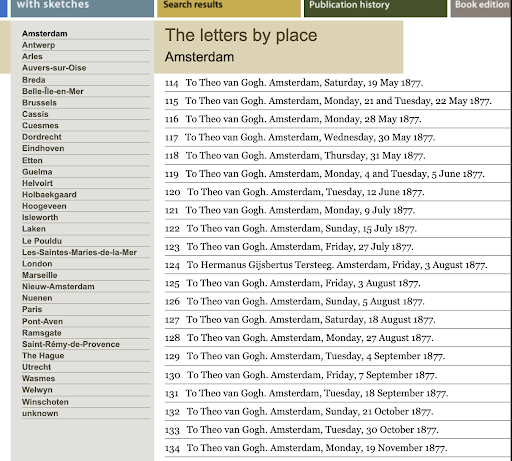 with sketches
Search results
Publication history
Book edition
The letters by place
Amsterdam
Amsterdam
Antwerp
Arles
Auvers-sur-Oise
Breda
Belle-Île-en-Mer
Brussels
Cassis
Cuesmes
Dordrecht
Eindhoven
Etten
Guelma
Helvoirt
Holbaekgaard
Hoogeveen
Isleworth
Laken
Le Pouldu
Les-Saintes-Maries-de-la-Mer
London
Marseille
Nieuw-Amsterdam
Nuenen
Paris
Pont-Aven
Ramsgate
Saint-Rémy-de-Provence
The Hague
Utrecht
Wasmes
Welwyn
Winschoten
unknown
114 To Theo van Gogh. Amsterdam, Saturday, 19 May 1877.
115 To Theo van Gogh. Amsterdam, Monday, 21 and Tuesday, 22 May 1877.
116 To Theo van Gogh. Amsterdam, Monday, 28 May 1877.
117 To Theo van Gogh. Amsterdam, Wednesday, 30 May 1877.
118 To Theo van Gogh. Amsterdam, Thursday, 31 May 1877.
119 To Theo van Gogh. Amsterdam, Monday, 4 and Tuesday, 5 June 1877.
120 To Theo van Gogh. Amsterdam, Tuesday, 12 June 1877.
121 To Theo van Gogh. Amsterdam, Monday, 9 July 1877.
122 To Theo van Gogh. Amsterdam, Sunday, 15 July 1877.
123 To Theo van Gogh. Amsterdam, Friday, 27 July 1877.
124 To Hermanus Gijsbertus Tersteeg. Amsterdam, Friday, 3 August 1877.
125 To Theo van Gogh. Amsterdam, Friday, 3 August 1877.
126 To Theo van Gogh. Amsterdam, Sunday, 5 August 1877.
127 To Theo van Gogh. Amsterdam, Saturday, 18 August 1877.
128 To Theo van Gogh. Amsterdam, Monday, 27 August 1877.
129 To Theo van Gogh. Amsterdam, Tuesday, 4 September 1877.
130 To Theo van Gogh. Amsterdam, Friday, 7 September 1877.
131 To Theo van Gogh. Amsterdam, Tuesday, 18 September 1877.
132 To Theo van Gogh. Amsterdam, Sunday, 21 October 1877.
133 To Theo van Gogh. Amsterdam, Tuesday, 30 October 1877.
134 To Theo van Gogh. Amsterdam, Monday, 19 November 1877.